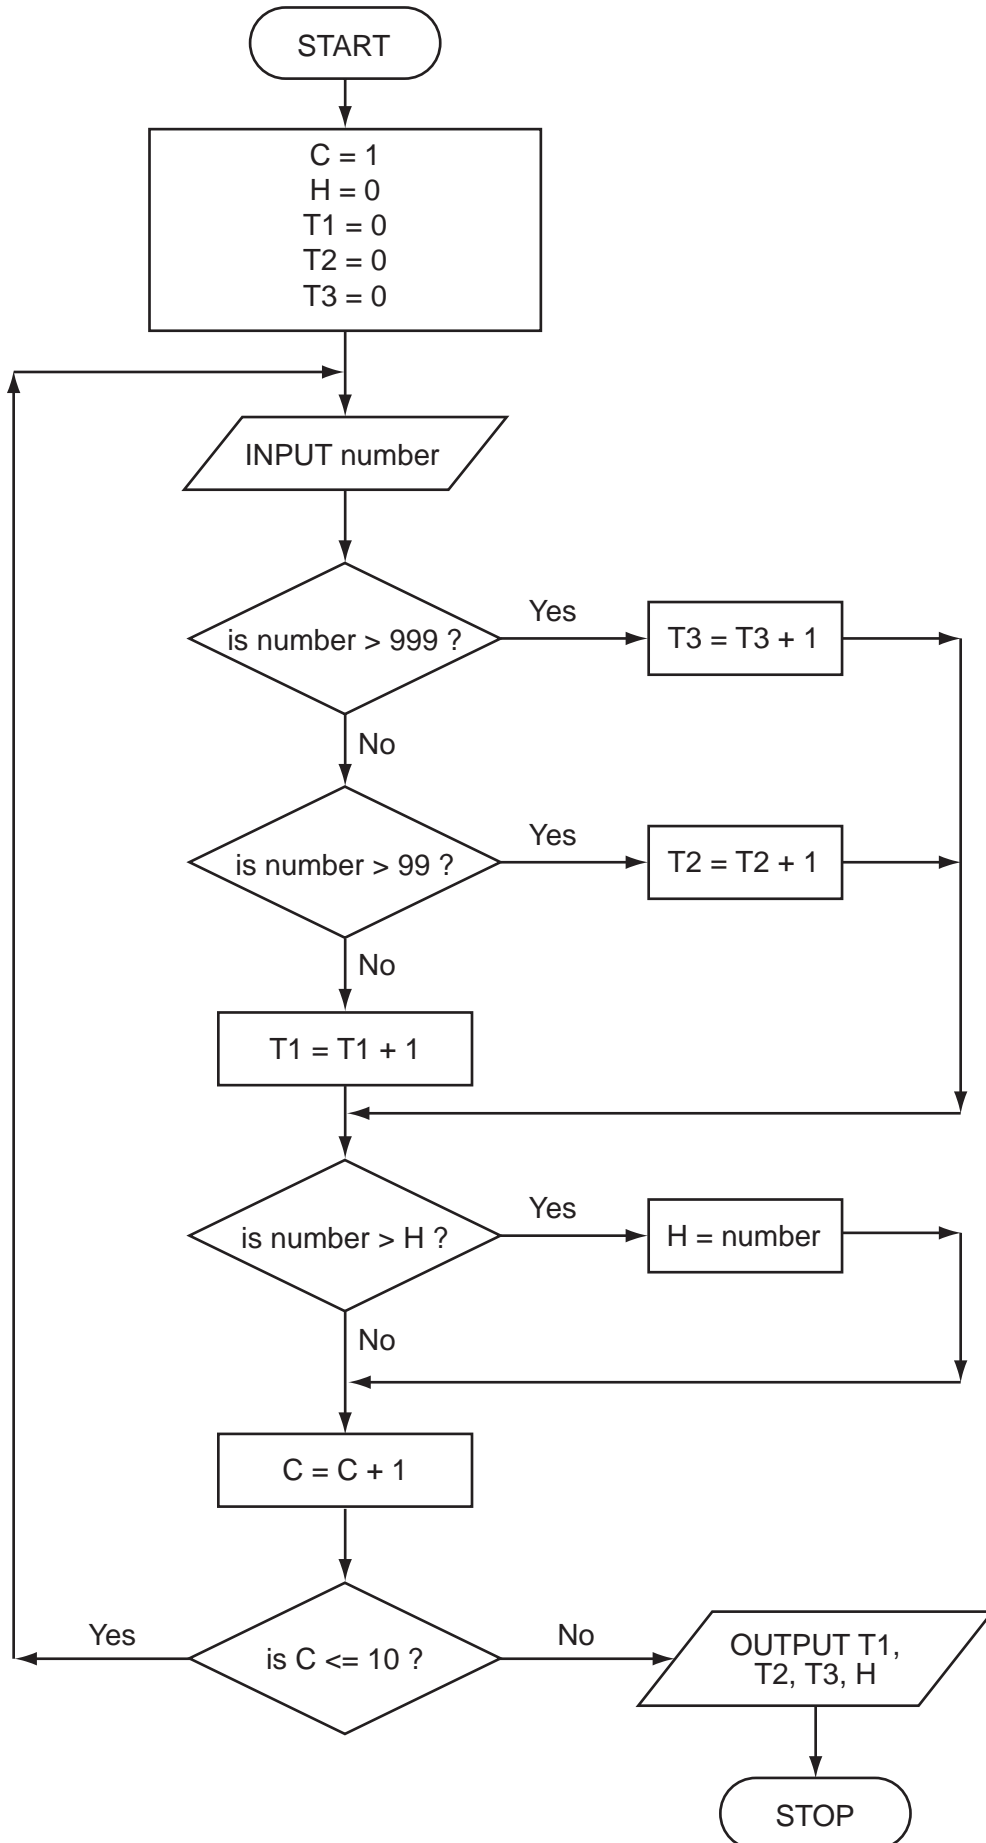 START
C = 1
H = 0
T1 = 0
T2 = 0
T3 = 0
INPUT number
is number > 999 ?
Yes
T3 = T3 + 1
No
is number > 99 ?
Yes
T2 = T2 + 1
No
T1 = T1 + 1
is number > H ?
Yes
H = number
No
C = C + 1
is C <= 10 ?
Yes
No
OUTPUT T1,
T2, T3, H
STOP